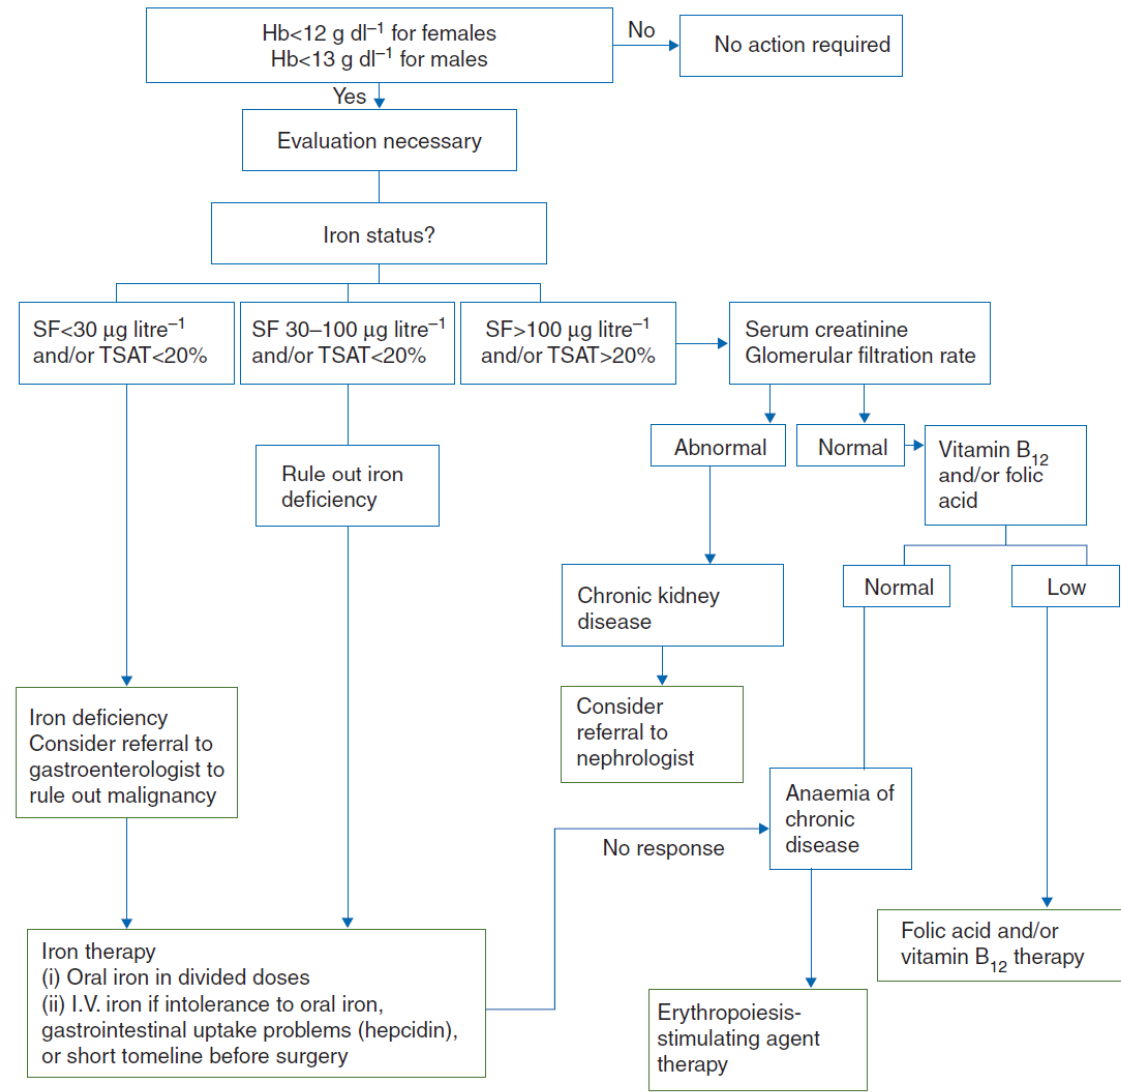 Hb<12 g dl⁻¹ for females
Hb<13 g dl⁻¹ for males
No
No action required
Yes
Evaluation necessary
Iron status?
SF<30 μg litre⁻¹
and/or TSAT<20%
SF 30–100 μg litre⁻¹
and/or TSAT<20%
SF>100 μg litre⁻¹
and/or TSAT>20%
Serum creatinine
Glomerular filtration rate
Abnormal
Normal
Vitamin B₁₂
and/or folic
acid
Rule out iron
deficiency
Normal
Low
Chronic kidney
disease
Consider
referral to
nephrologist
Iron deficiency
Consider referral to
gastroenterologist to
rule out malignancy
Anaemia of
chronic
disease
No response
Iron therapy
(i) Oral iron in divided doses
(ii) I.V. iron if intolerance to oral iron,
gastrointestinal uptake problems (hepcidin),
or short tomeline before surgery
Folic acid and/or
vitamin B₁₂ therapy
Erythropoiesis-
stimulating agent
therapy